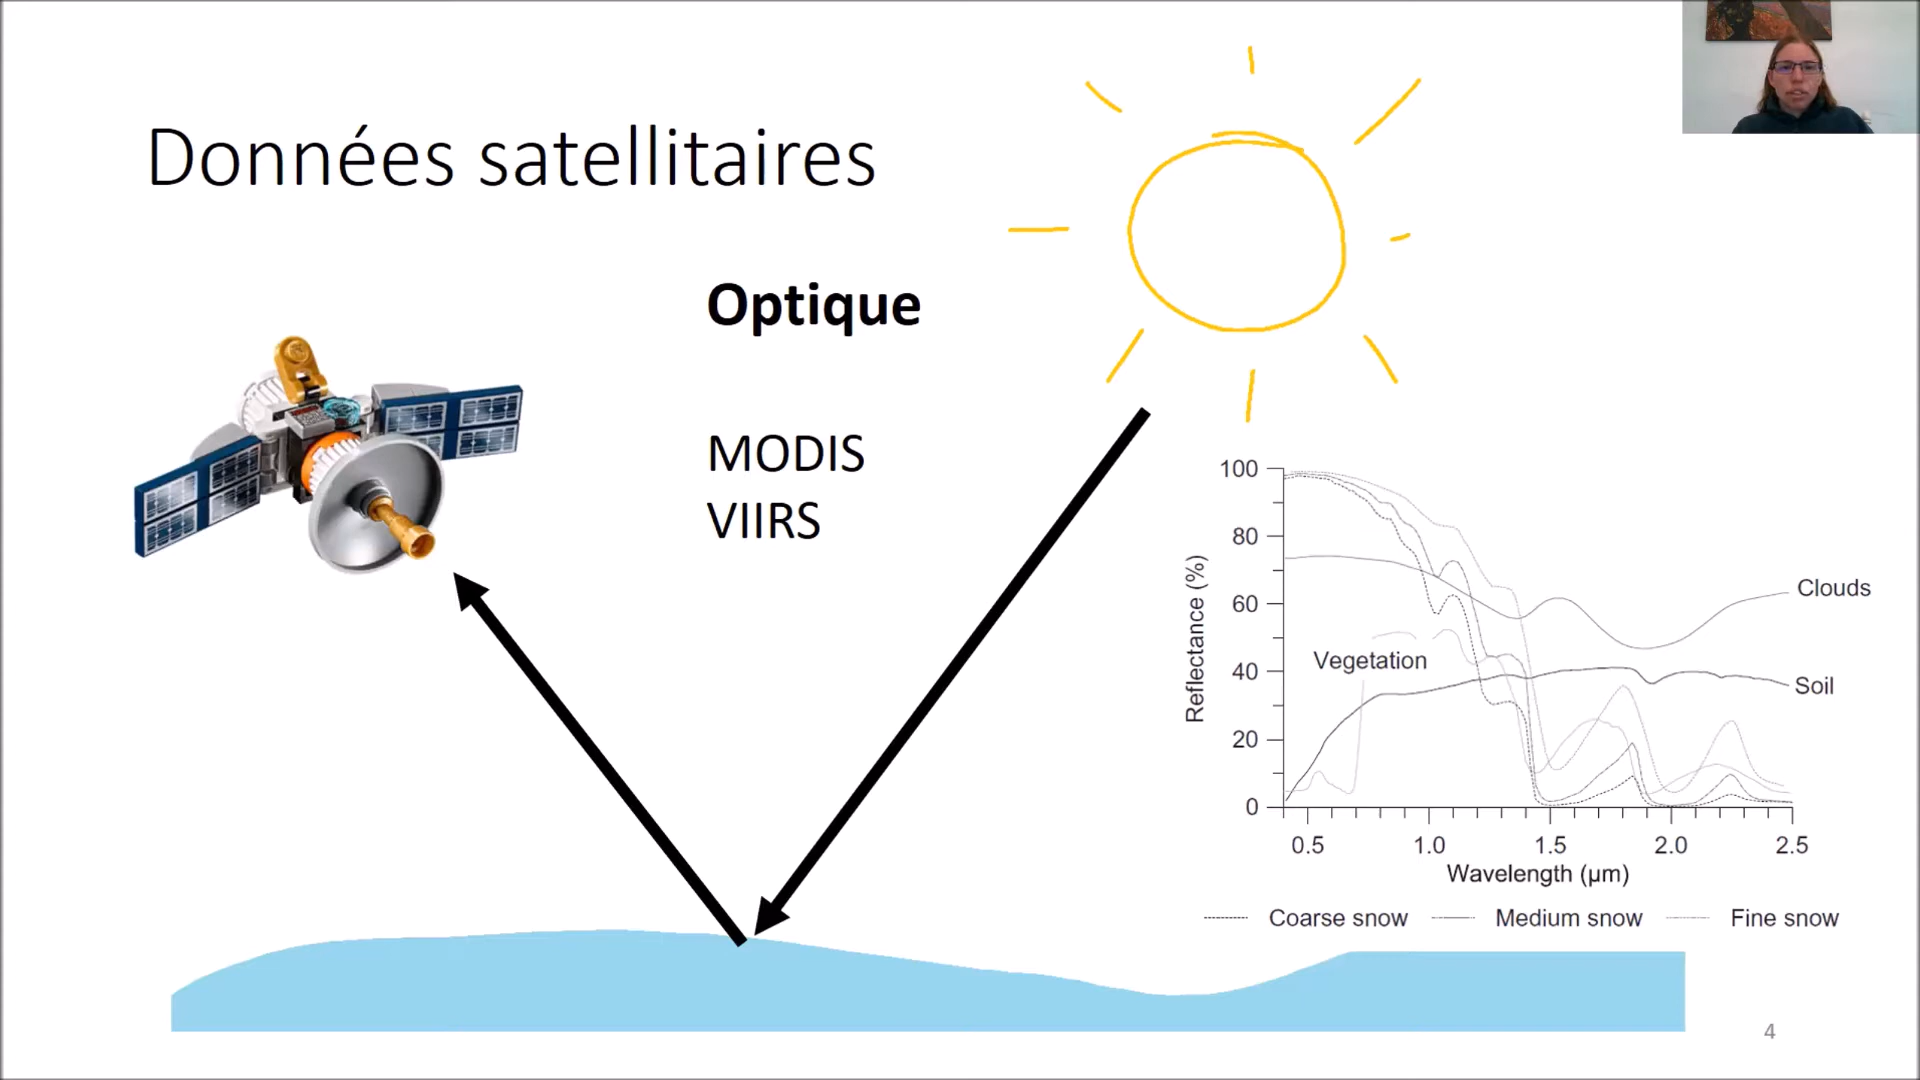 Données satellitaires
Optique
MODIS
VIIRS
100
80
60
40
20
0
Reflectance (%)
Clouds
Vegetation
Soil
0.5 1.0 1.5 2.0 2.5
Wavelength (μm)
Coarse snow Medium snow Fine snow
4